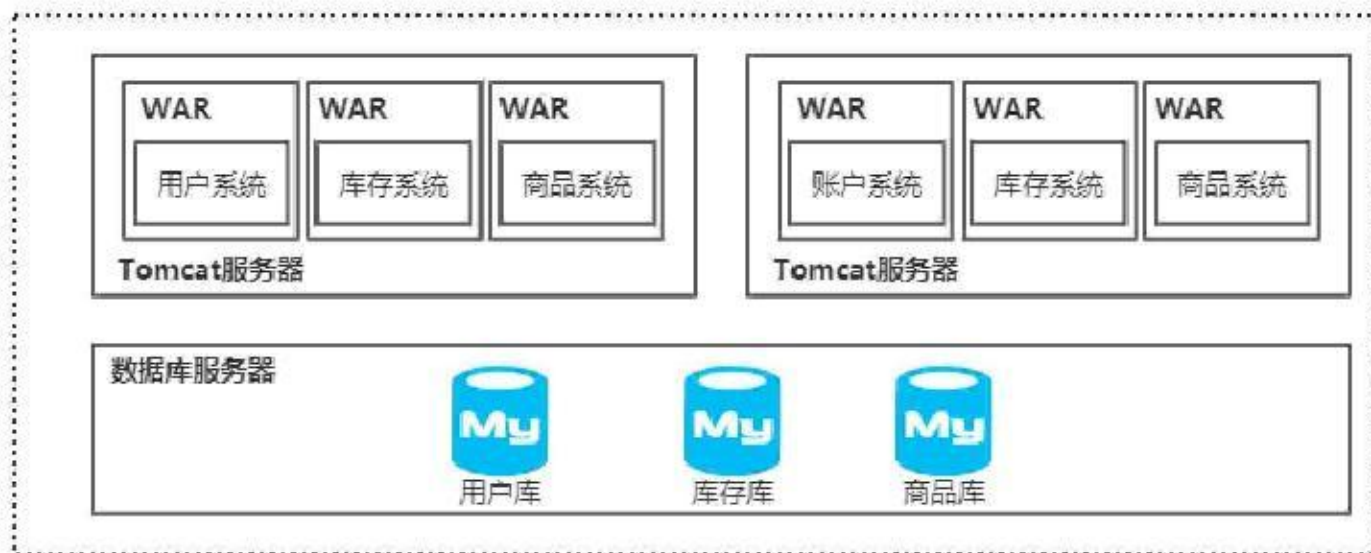 WAR WAR WAR
用户系统 库存系统 商品系统
Tomcat服务器
WAR WAR WAR
账户系统 库存系统 商品系统
Tomcat服务器
数据库服务器
My My My
用户库 库存库 商品库